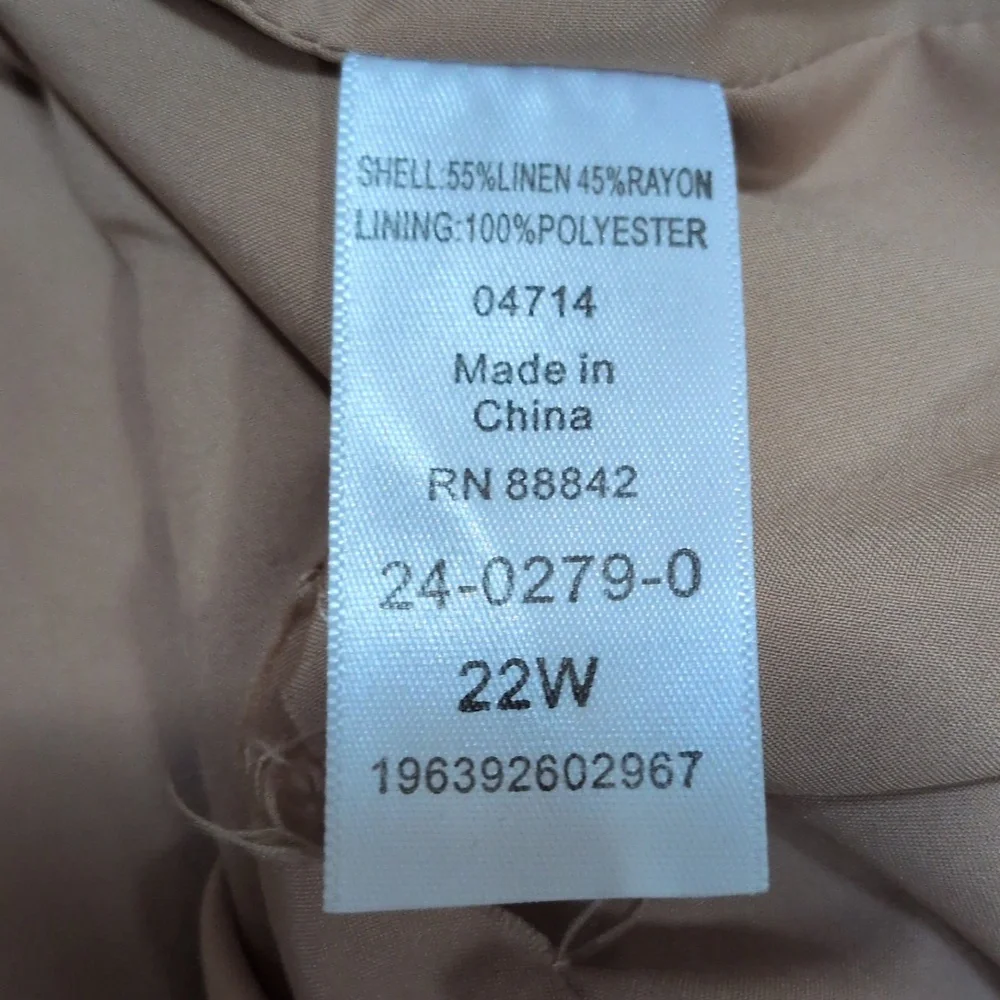 SHELL:55%LINEN 45%RAYON
LINING:100%POLYESTER
04714
Made in
China
RN 88842
24-0279-0
22W
196392602967